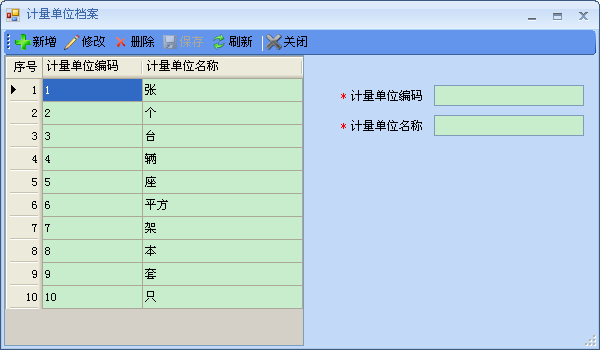 计量单位档案
新增 修改 删除 保存 刷新 关闭
序号 计量单位编码 计量单位名称
1 1 张
2 2 个
3 3 台
4 4 辆
5 5 座
6 6 平方
7 7 架
8 8 本
9 9 套
10 10 只
* 计量单位编码
* 计量单位名称